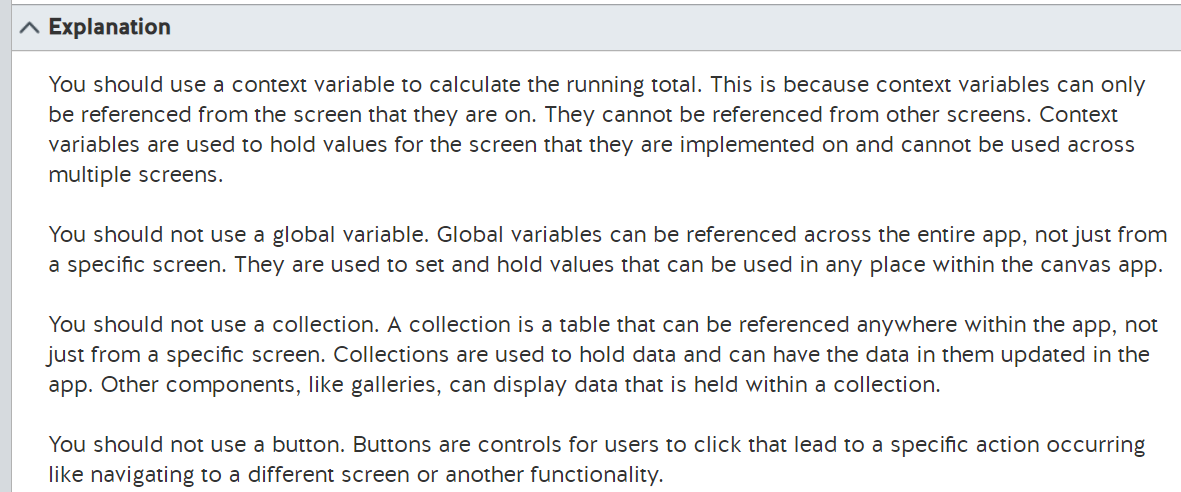 Explanation
You should use a context variable to calculate the running total. This is because context variables can only
be referenced from the screen that they are on. They cannot be referenced from other screens. Context
variables are used to hold values for the screen that they are implemented on and cannot be used across
multiple screens.
You should not use a global variable. Global variables can be referenced across the entire app, not just from
a specific screen. They are used to set and hold values that can be used in any place within the canvas app.
You should not use a collection. A collection is a table that can be referenced anywhere within the app, not
just from a specific screen. Collections are used to hold data and can have the data in them updated in the
app. Other components, like galleries, can display data that is held within a collection.
You should not use a button. Buttons are controls for users to click that lead to a specific action occurring
like navigating to a different screen or another functionality.